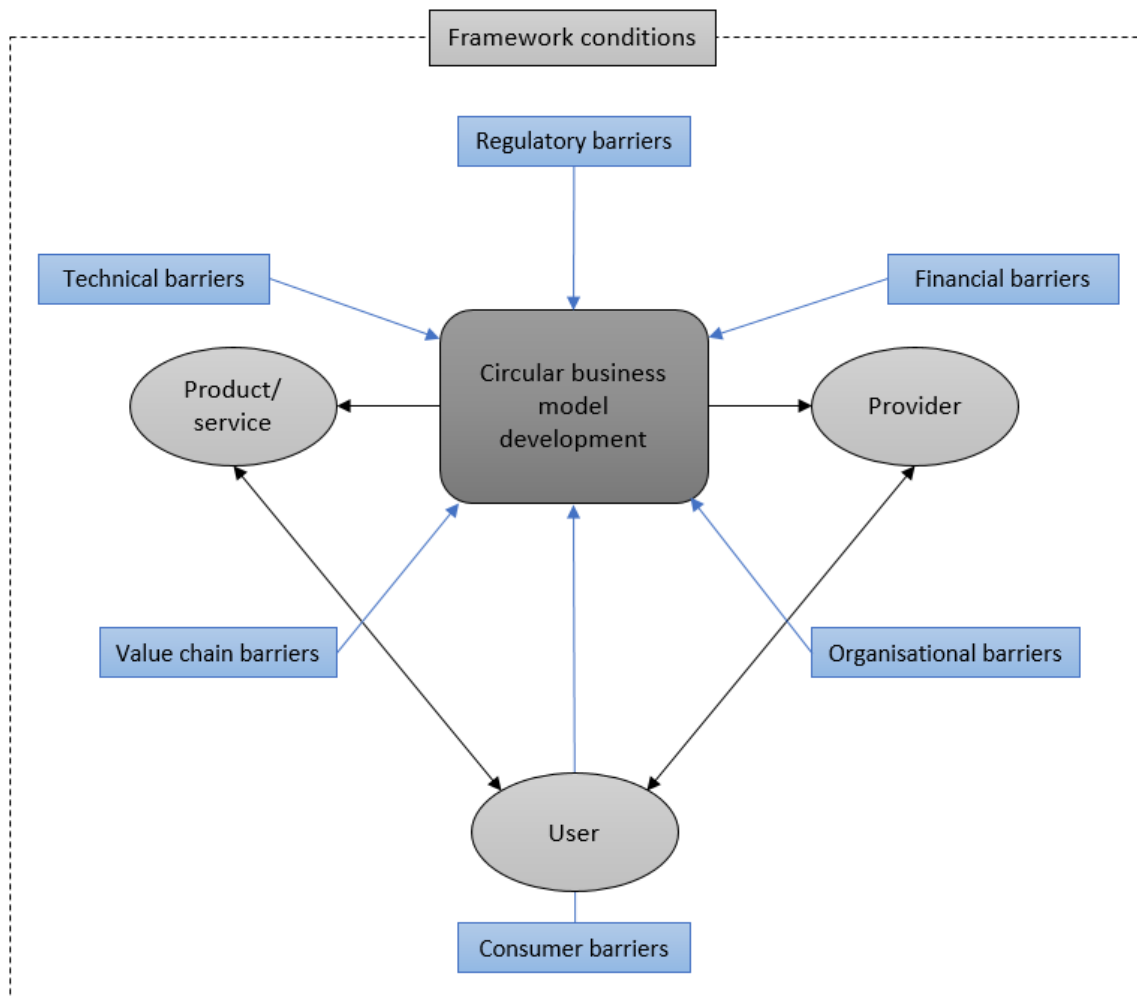 Framework conditions
Regulatory barriers
Technical barriers
Financial barriers
Circular business
model
development
Product/
service
Provider
Value chain barriers
Organisational barriers
User
Consumer barriers